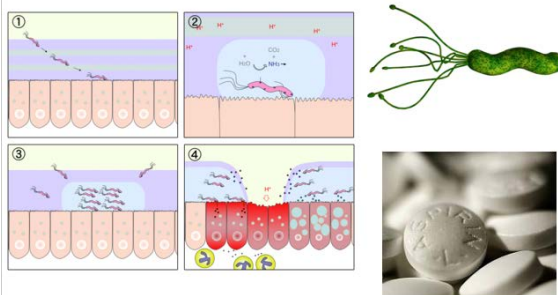 ①
②
H⁺ H⁺ H⁺
H⁺ H⁺
CO₂
H₂O NH₃
③
④
H⁺
ASPIRIN